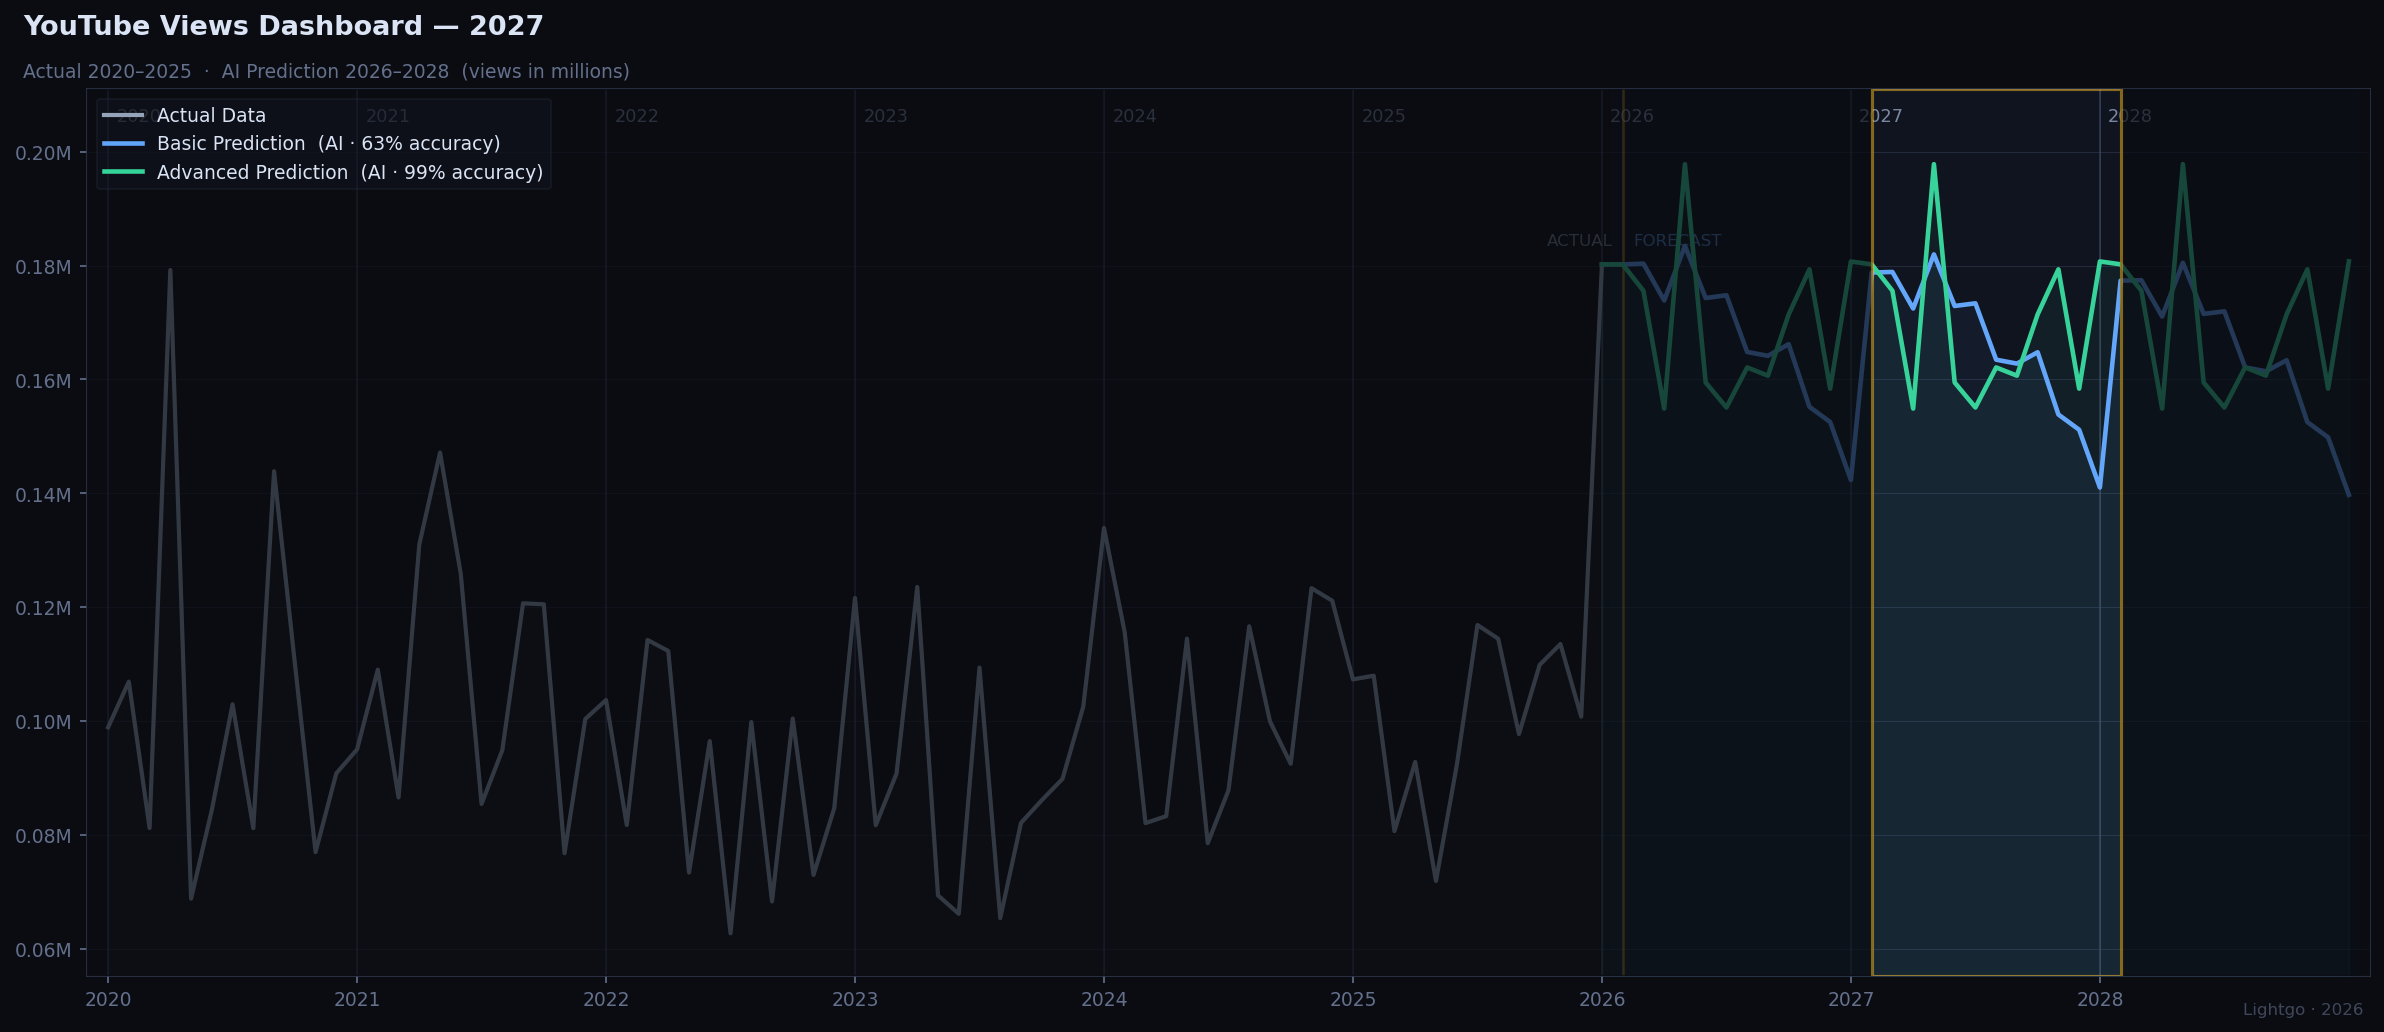 YouTube Views Dashboard — 2027
Actual 2020–2025 · AI Prediction 2026–2028 (views in millions)
2020 2021 2022 2023 2024 2025 2026 2027 2028
Actual Data
Basic Prediction (AI · 63% accuracy)
Advanced Prediction (AI · 99% accuracy)
ACTUAL FORECAST
0.20M
0.18M
0.16M
0.14M
0.12M
0.10M
0.08M
0.06M
2020 2021 2022 2023 2024 2025 2026 2027 2028
Lightgo · 2026